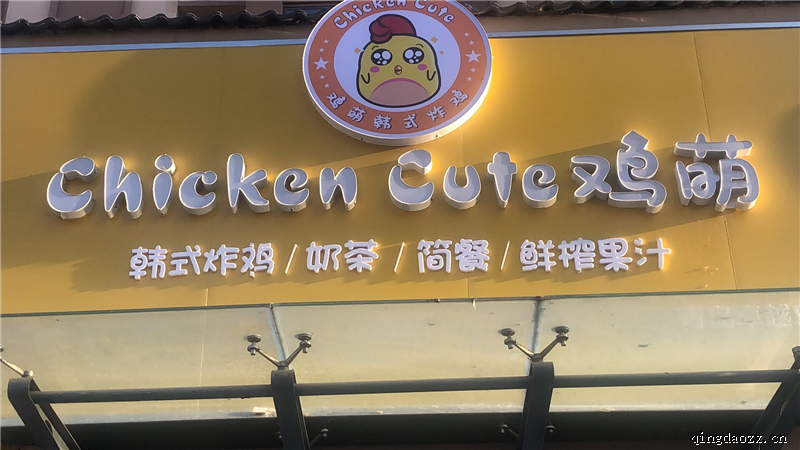 Chicken Cute
鸡萌韩式炸鸡
Chicken Cute鸡萌
韩式炸鸡/奶茶/简餐/鲜榨果汁
qingdaozz.cn